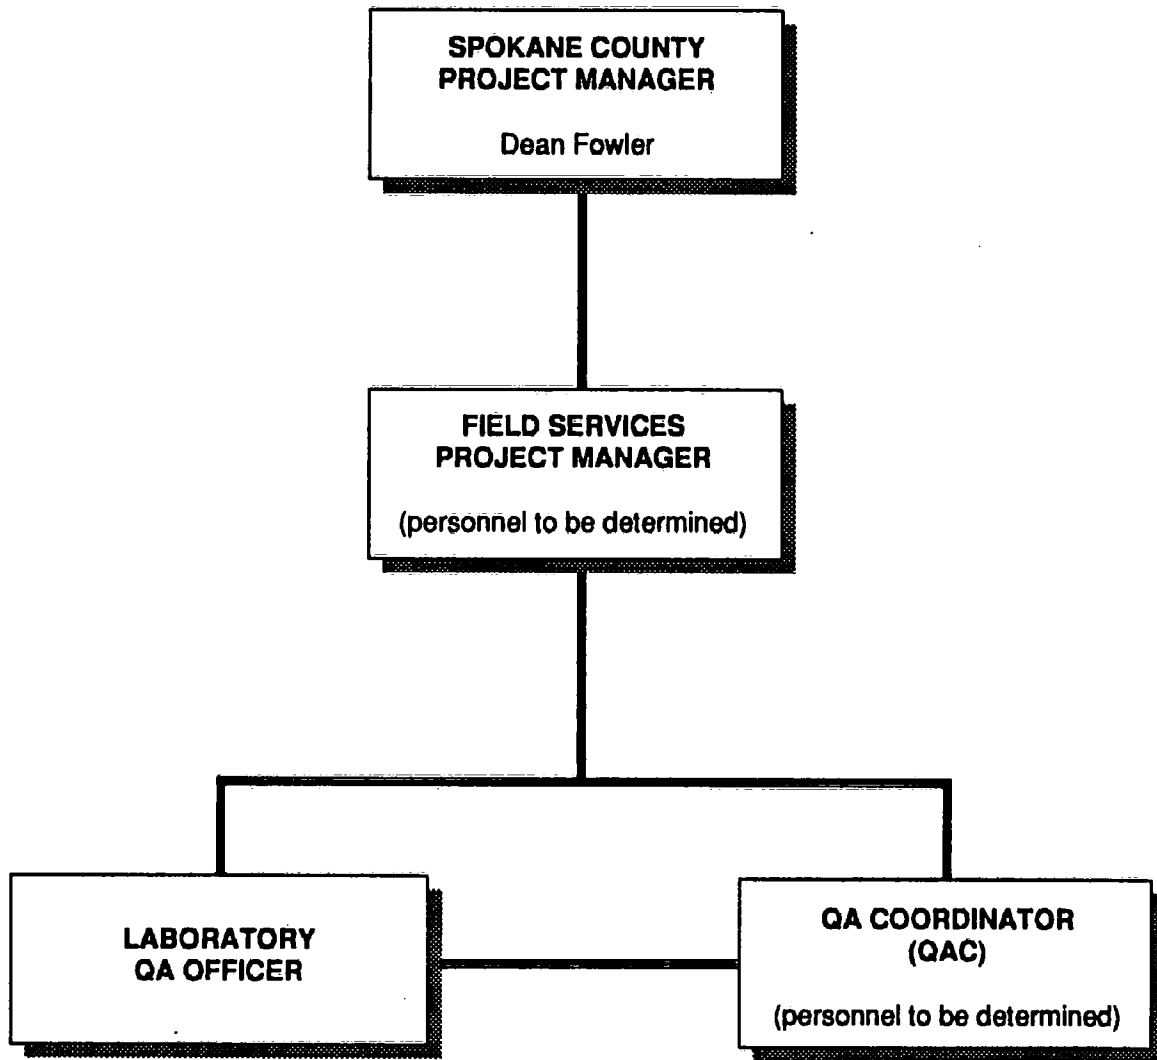 SPOKANE COUNTY
PROJECT MANAGER
Dean Fowler
FIELD SERVICES
PROJECT MANAGER
(personnel to be determined)
LABORATORY
QA OFFICER
QA COORDINATOR
(QAC)
(personnel to be determined)